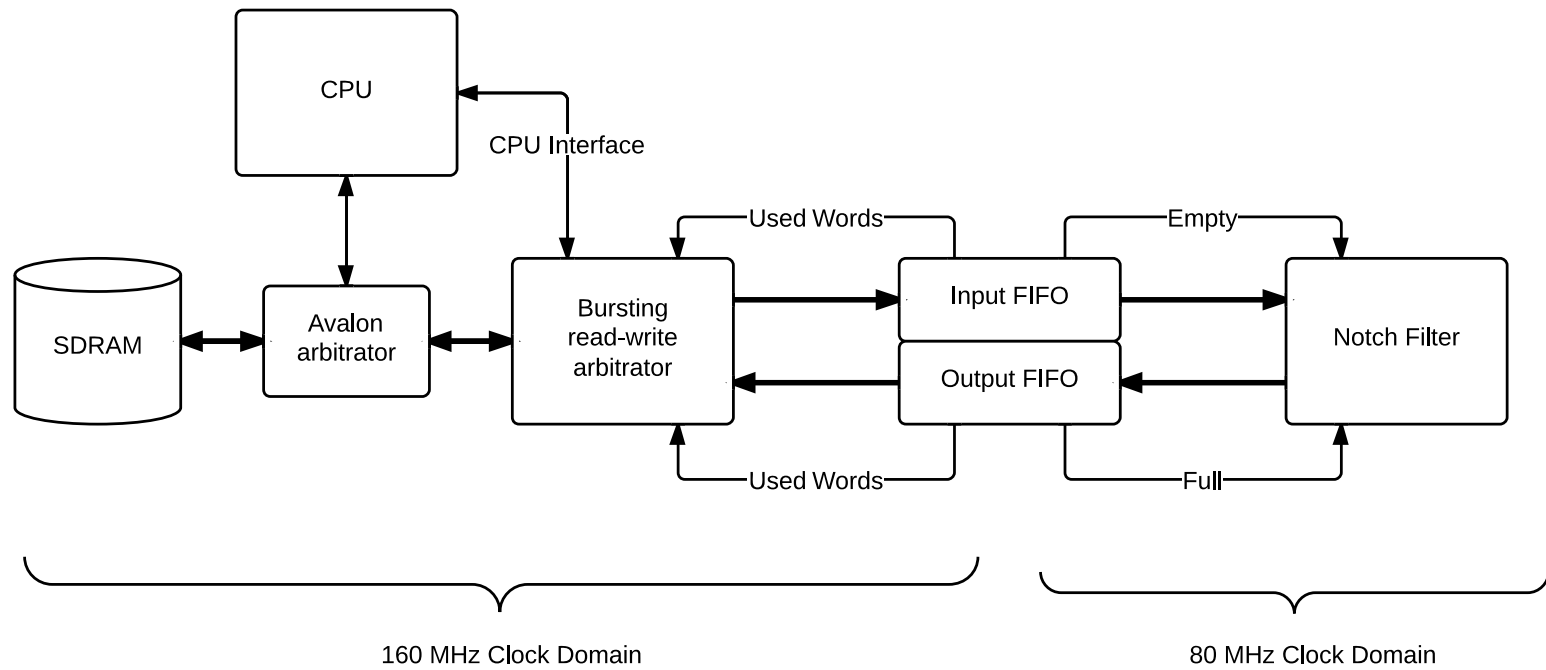 CPU
CPU Interface
Used Words
Empty
SDRAM
Avalon
arbitrator
Bursting
read-write
arbitrator
Input FIFO
Output FIFO
Notch Filter
Used Words
Full
160 MHz Clock Domain
80 MHz Clock Domain